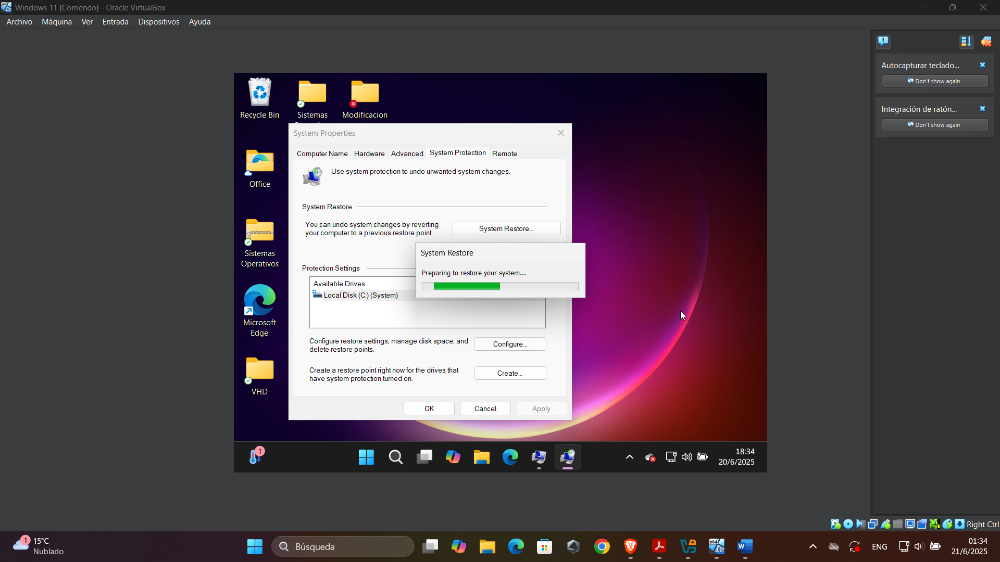 Windows 11 [Corriendo] - Oracle VirtualBox
Archivo Máquina Ver Entrada Dispositivos Ayuda
Autocapturar teclado...
Don't show again
Integración de ratón...
Don't show again
Recycle Bin
Sistemas
Modificacion
Office
Sistemas
Operativos
Microsoft
Edge
VHD
System Properties
Computer Name Hardware Advanced System Protection Remote
Use system protection to undo unwanted system changes.
System Restore
You can undo system changes by reverting
your computer to a previous restore point.
System Restore...
Protection Settings
Available Drives
Local Disk (C:) (System)
System Restore
Preparing to restore your system...
Configure restore settings, manage disk space, and
delete restore points.
Configure...
Create a restore point right now for the drives that
have system protection turned on.
Create...
OK Cancel Apply
1
18:34
20/6/2025
Right Ctrl
1
15°C
Nublado
Búsqueda
x64
11
ENG
01:34
21/6/2025